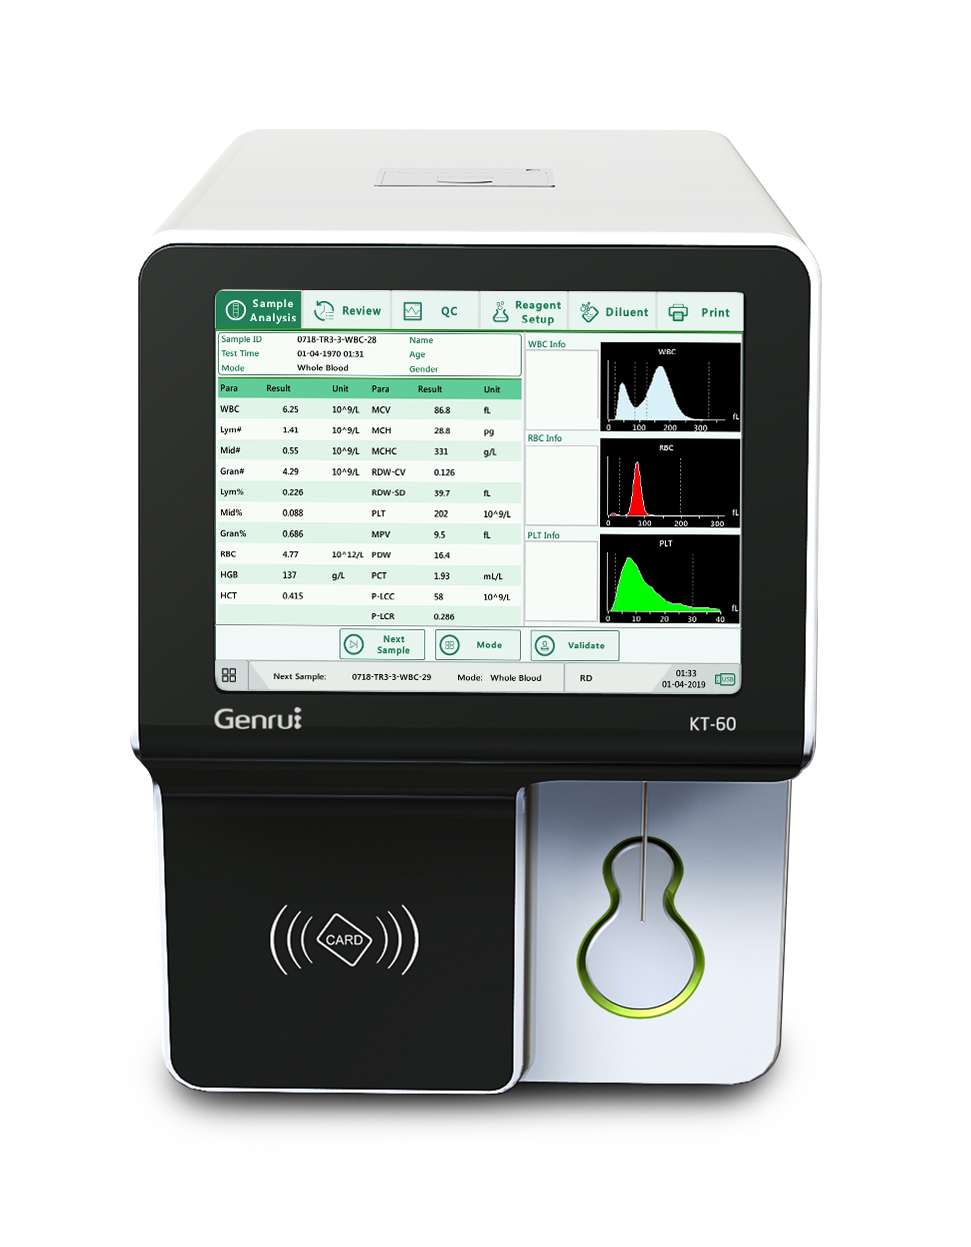 Sample Analysis Review QC Reagent Setup Diluent Print
Sample ID 0718-TR3-3-WBC-28 Name
Test Time 01-04-1970 01:31 Age
Mode Whole Blood Gender
Para Result Unit Para Result Unit
WBC 6.25 10^9/L MCV 86.8 fL
Lym# 1.41 10^9/L MCH 28.8 pg
Mid# 0.55 10^9/L MCHC 331 g/L
Gran# 4.29 10^9/L RDW-CV 0.126
Lym% 0.226 RDW-SD 39.7 fL
Mid% 0.088 PLT 202 10^9/L
Gran% 0.686 MPV 9.5 fL
RBC 4.77 10^12/L PDW 16.4
HGB 137 g/L PCT 1.93 mL/L
HCT 0.415 P-LCC 58 10^9/L
P-LCR 0.286
WBC Info
WBC
fL
0 100 200 300
RBC Info
RBC
fL
0 100 200 300
PLT Info
PLT
fL
0 10 20 30 40
Next Sample Mode Validate
Next Sample: 0718-TR3-3-WBC-29 Mode: Whole Blood RD 01:33
01-04-2019 USB
Genrui KT-60
CARD